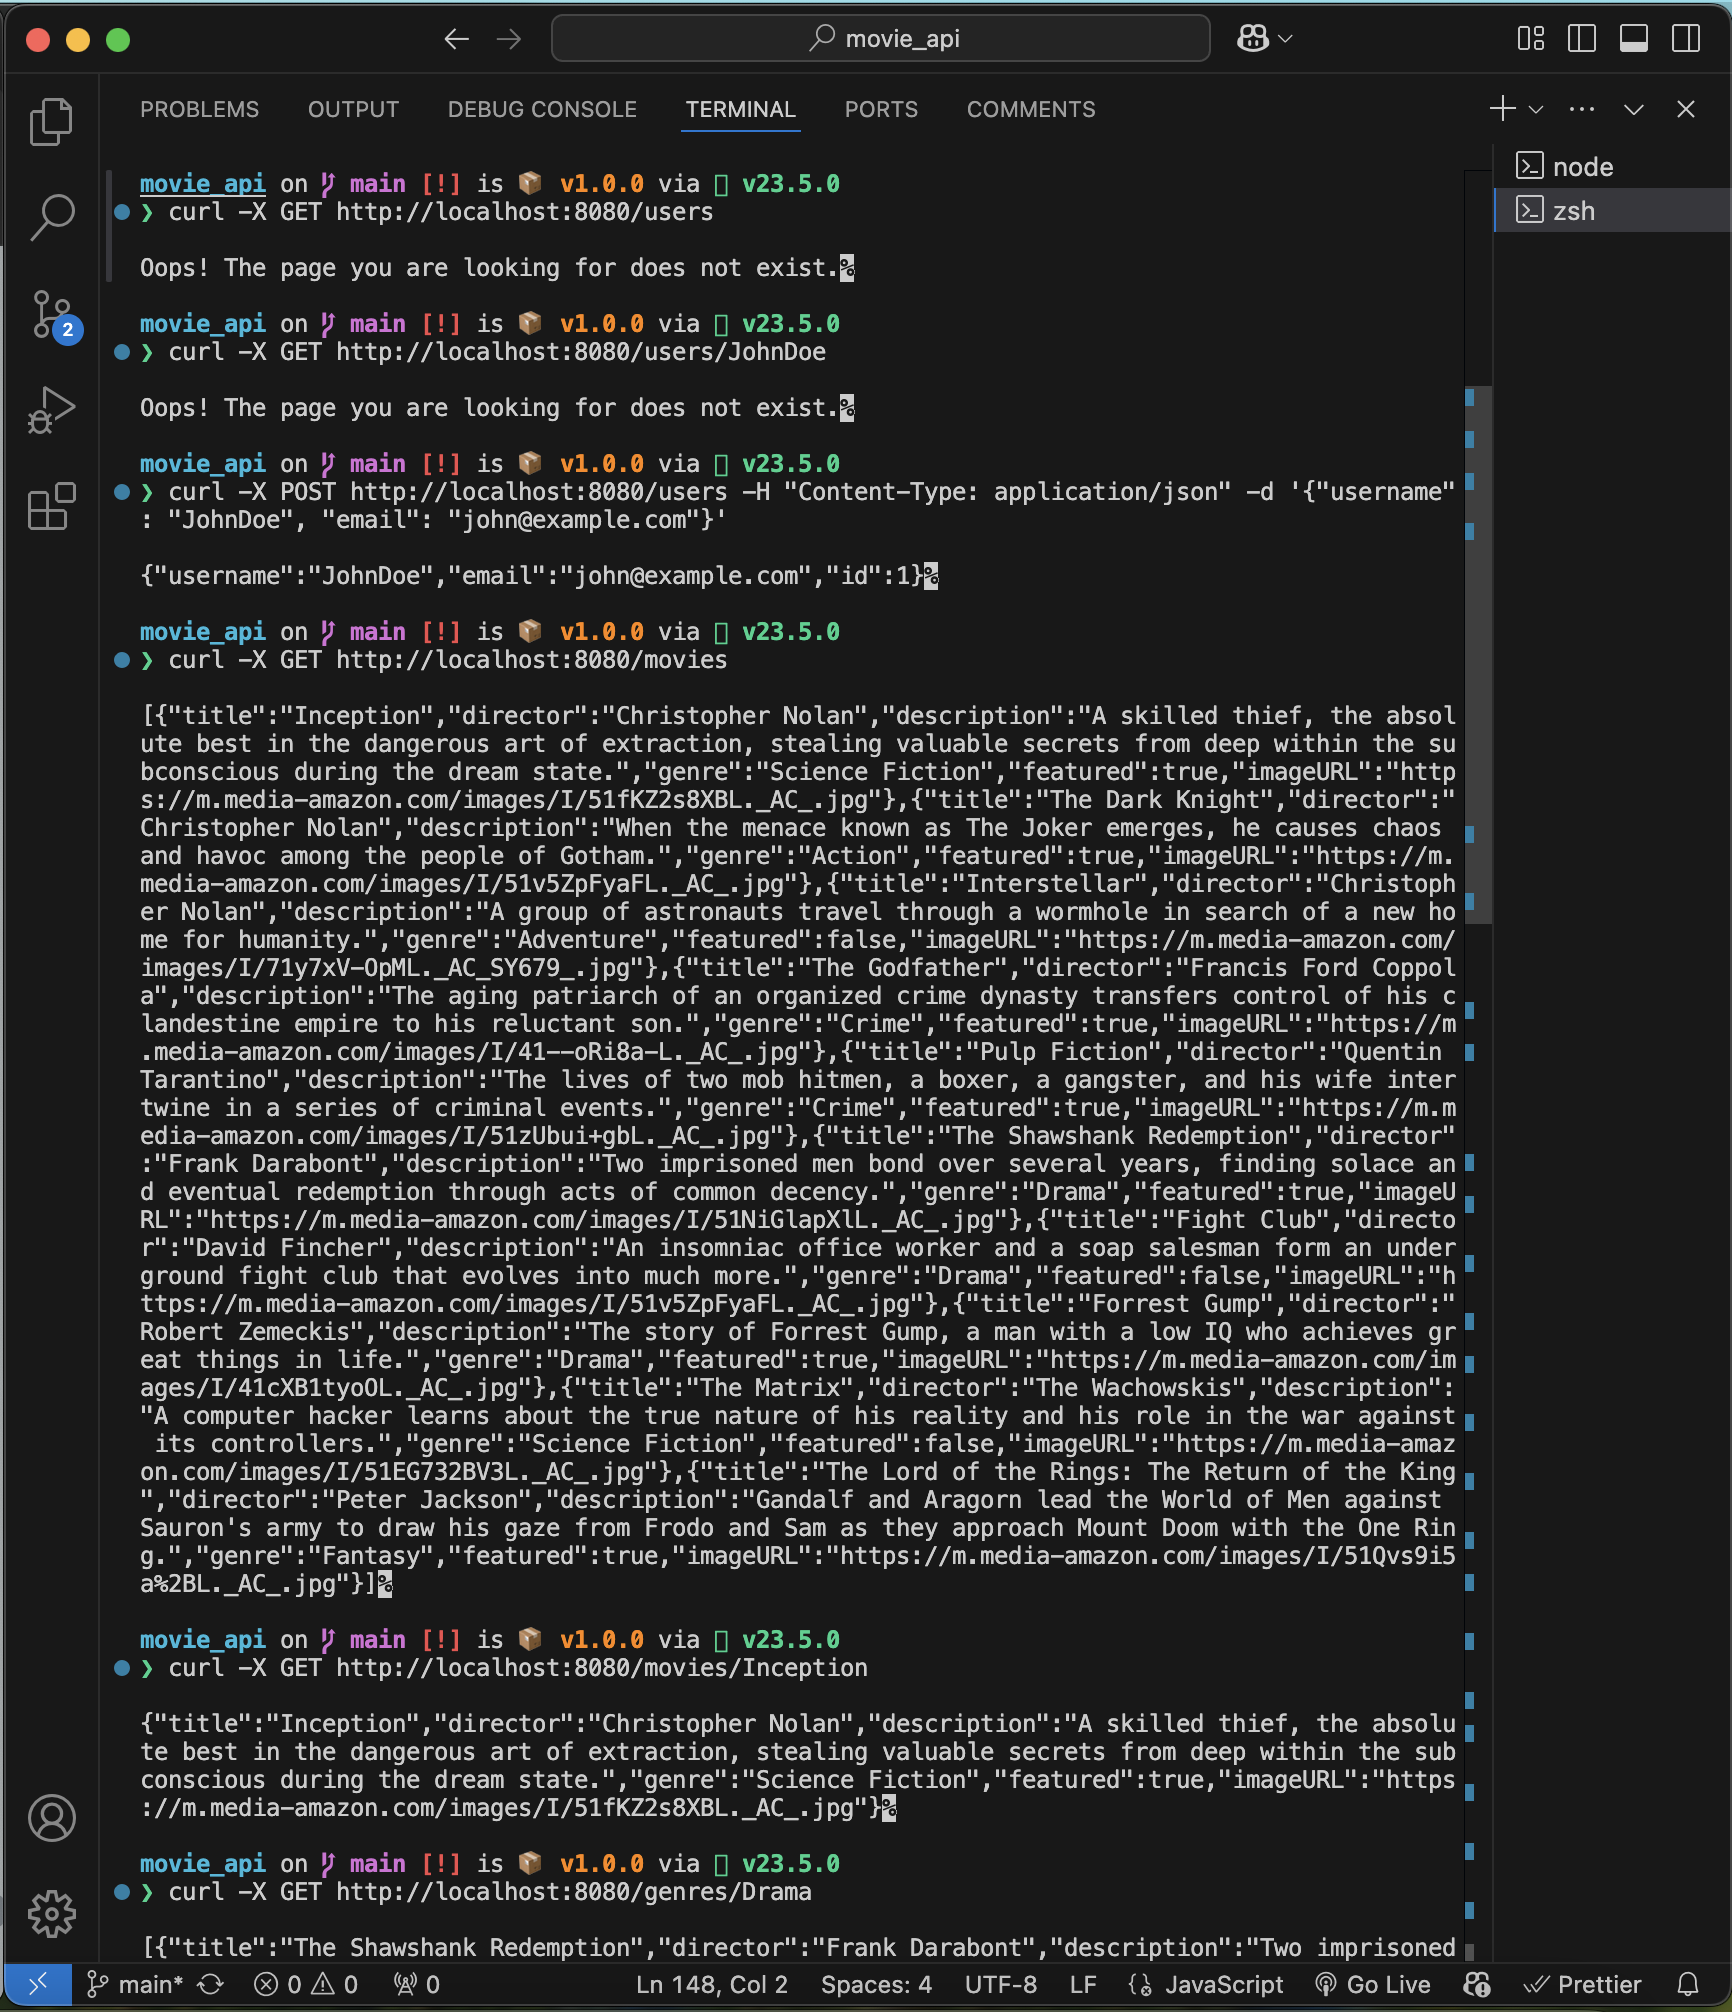 movie_api
PROBLEMS OUTPUT DEBUG CONSOLE TERMINAL PORTS COMMENTS
node
zsh
movie_api on main [!] is v1.0.0 via v23.5.0
❯ curl -X GET http://localhost:8080/users
Oops! The page you are looking for does not exist.%
movie_api on main [!] is v1.0.0 via v23.5.0
❯ curl -X GET http://localhost:8080/users/JohnDoe
Oops! The page you are looking for does not exist.%
movie_api on main [!] is v1.0.0 via v23.5.0
❯ curl -X POST http://localhost:8080/users -H "Content-Type: application/json" -d '{"username"
: "JohnDoe", "email": "john@example.com"}'
{"username":"JohnDoe","email":"john@example.com","id":1}%
movie_api on main [!] is v1.0.0 via v23.5.0
❯ curl -X GET http://localhost:8080/movies
[{"title":"Inception","director":"Christopher Nolan","description":"A skilled thief, the absol
ute best in the dangerous art of extraction, stealing valuable secrets from deep within the su
bconscious during the dream state.","genre":"Science Fiction","featured":true,"imageURL":"http
s://m.media-amazon.com/images/I/51fKZ2s8XBL._AC_.jpg"},{"title":"The Dark Knight","director":"
Christopher Nolan","description":"When the menace known as The Joker emerges, he causes chaos
and havoc among the people of Gotham.","genre":"Action","featured":true,"imageURL":"https://m.
media-amazon.com/images/I/51v5ZpFyaFL._AC_.jpg"},{"title":"Interstellar","director":"Christoph
er Nolan","description":"A group of astronauts travel through a wormhole in search of a new ho
me for humanity.","genre":"Adventure","featured":false,"imageURL":"https://m.media-amazon.com/
images/I/71y7xV-OpML._AC_SY679_.jpg"},{"title":"The Godfather","director":"Francis Ford Coppol
a","description":"The aging patriarch of an organized crime dynasty transfers control of his c
landestine empire to his reluctant son.","genre":"Crime","featured":true,"imageURL":"https://m
.media-amazon.com/images/I/41--oRi8a-L._AC_.jpg"},{"title":"Pulp Fiction","director":"Quentin
Tarantino","description":"The lives of two mob hitmen, a boxer, a gangster, and his wife inter
twine in a series of criminal events.","genre":"Crime","featured":true,"imageURL":"https://m.m
edia-amazon.com/images/I/51zUbui+gbL._AC_.jpg"},{"title":"The Shawshank Redemption","director"
:"Frank Darabont","description":"Two imprisoned men bond over several years, finding solace an
d eventual redemption through acts of common decency.","genre":"Drama","featured":true,"imageU
RL":"https://m.media-amazon.com/images/I/51NiGlapXlL._AC_.jpg"},{"title":"Fight Club","directo
r":"David Fincher","description":"An insomniac office worker and a soap salesman form an under
ground fight club that evolves into much more.","genre":"Drama","featured":false,"imageURL":"h
ttps://m.media-amazon.com/images/I/51v5ZpFyaFL._AC_.jpg"},{"title":"Forrest Gump","director":"
Robert Zemeckis","description":"The story of Forrest Gump, a man with a low IQ who achieves gr
eat things in life.","genre":"Drama","featured":true,"imageURL":"https://m.media-amazon.com/im
ages/I/41cXB1tyoOL._AC_.jpg"},{"title":"The Matrix","director":"The Wachowskis","description":
"A computer hacker learns about the true nature of his reality and his role in the war against
 its controllers.","genre":"Science Fiction","featured":false,"imageURL":"https://m.media-amaz
on.com/images/I/51EG732BV3L._AC_.jpg"},{"title":"The Lord of the Rings: The Return of the King
","director":"Peter Jackson","description":"Gandalf and Aragorn lead the World of Men against
Sauron's army to draw his gaze from Frodo and Sam as they approach Mount Doom with the One Rin
g.","genre":"Fantasy","featured":true,"imageURL":"https://m.media-amazon.com/images/I/51Qvs9i5
a%2BL._AC_.jpg"}]%
movie_api on main [!] is v1.0.0 via v23.5.0
❯ curl -X GET http://localhost:8080/movies/Inception
{"title":"Inception","director":"Christopher Nolan","description":"A skilled thief, the absolu
te best in the dangerous art of extraction, stealing valuable secrets from deep within the sub
conscious during the dream state.","genre":"Science Fiction","featured":true,"imageURL":"https
://m.media-amazon.com/images/I/51fKZ2s8XBL._AC_.jpg"}%
movie_api on main [!] is v1.0.0 via v23.5.0
❯ curl -X GET http://localhost:8080/genres/Drama
[{"title":"The Shawshank Redemption","director":"Frank Darabont","description":"Two imprisoned
2
main* 0 0 0 Ln 148, Col 2 Spaces: 4 UTF-8 LF JavaScript Go Live Prettier